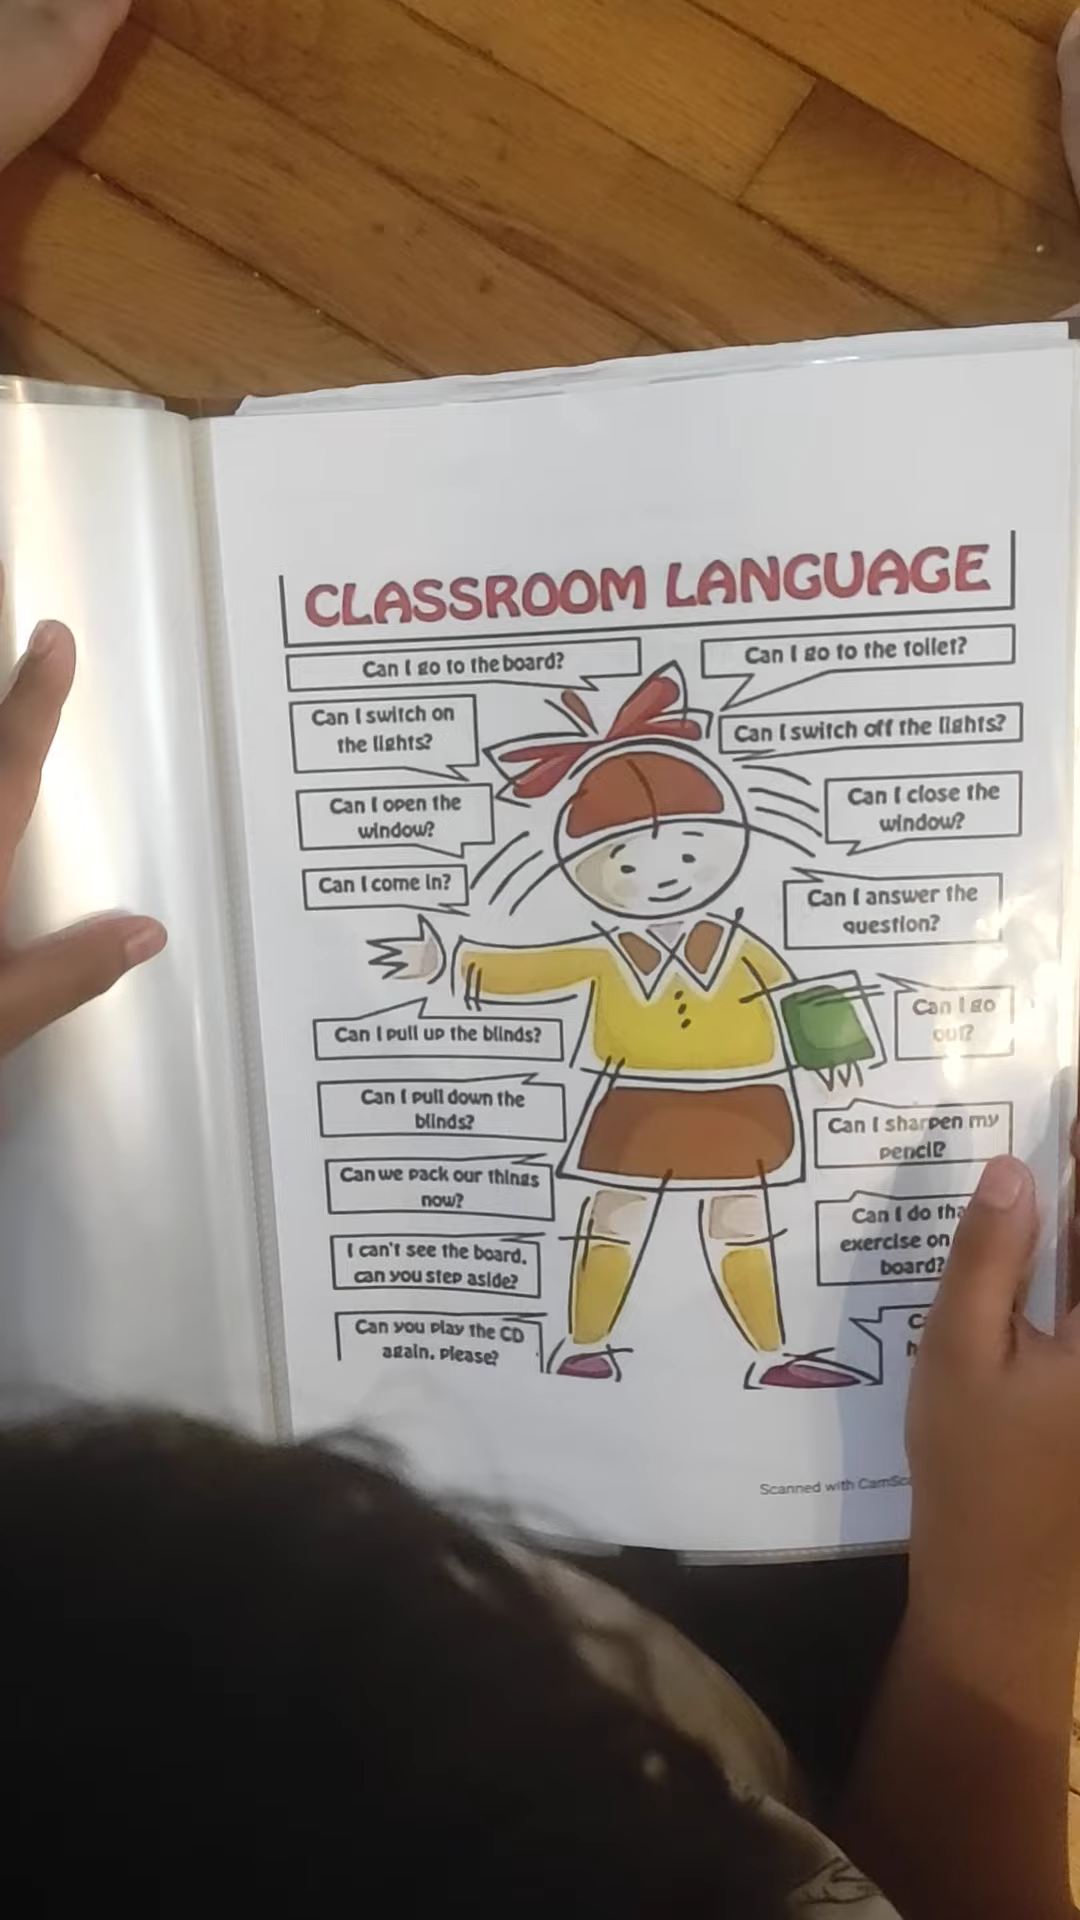 CLASSROOM LANGUAGE
Can I go to the board?
Can I go to the toilet?
Can I switch on
the lights?
Can I switch off the lights?
Can I open the
window?
Can I close the
window?
Can I come in?
Can I answer the
question?
Can I go
out?
Can I pull up the blinds?
Can I pull down the
blinds?
Can I sharpen my
pencil?
Can we pack our things
now?
Can I do
exercise on
board?
I can't see the board,
can you step aside?
Can you play the CD
again, please?
Scanned with